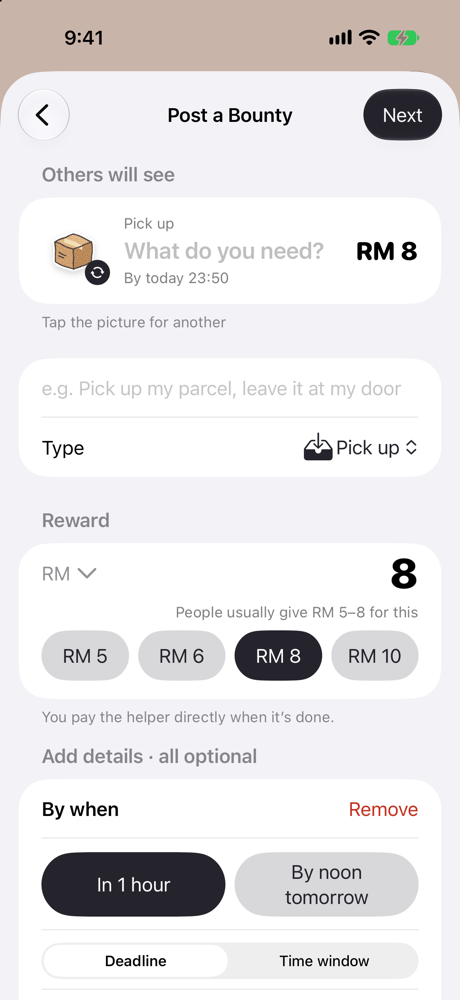 9:41
Post a Bounty
Next
Others will see
Pick up
What do you need?
RM 8
By today 23:50
Tap the picture for another
e.g. Pick up my parcel, leave it at my door
Type
Pick up
Reward
RM
8
People usually give RM 5–8 for this
RM 5
RM 6
RM 8
RM 10
You pay the helper directly when it’s done.
Add details · all optional
By when
Remove
In 1 hour
By noon
tomorrow
Deadline
Time window